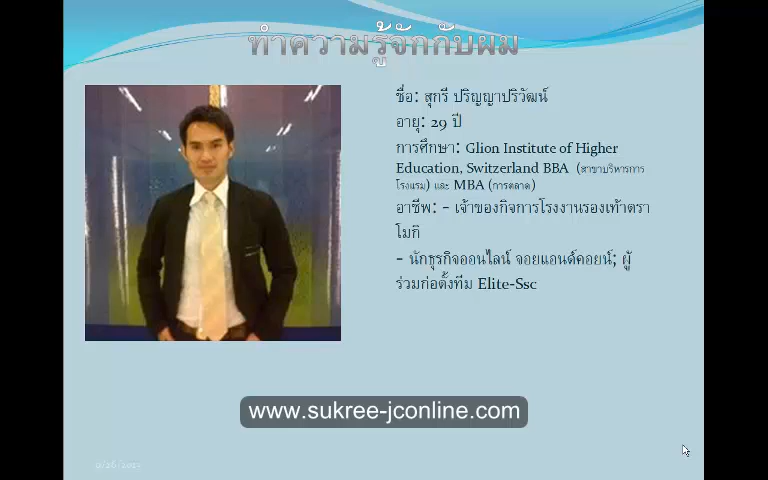 ทำความรู้จักกับผม
ชื่อ: สุกรี ปริญญาปริวัฒน์
อายุ: 29 ปี
การศึกษา: Glion Institute of Higher
Education, Switzerland BBA (สาขาบริหารการ
โรงแรม) และ MBA (การตลาด)
อาชีพ: - เจ้าของกิจการโรงงานรองเท้าตรา
โมกิ
- นักธุรกิจออนไลน์ จอยแอนด์คอยน์; ผู้
ร่วมก่อตั้งทีม Elite-Ssc
www.sukree-jconline.com